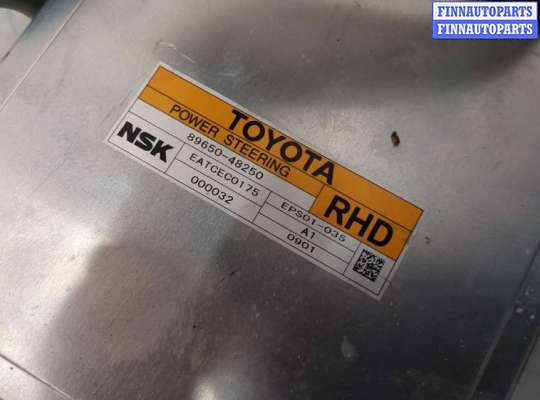 FINNAUTOPARTS
FINNAUTOPARTS
TOYOTA
POWER STEERING
RHD
NSK
89650-48250
EATCEC0175
EPS01-035
000032
A1
0901